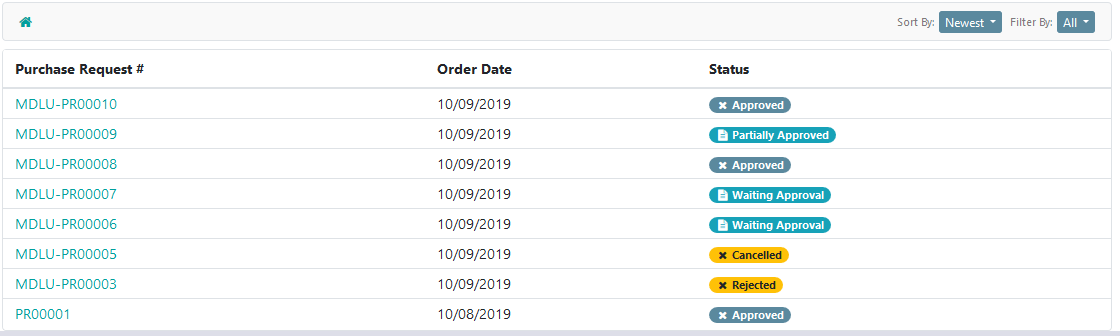 Sort By: Newest Filter By: All
Purchase Request # Order Date Status
MDLU-PR00010 10/09/2019 Approved
MDLU-PR00009 10/09/2019 Partially Approved
MDLU-PR00008 10/09/2019 Approved
MDLU-PR00007 10/09/2019 Waiting Approval
MDLU-PR00006 10/09/2019 Waiting Approval
MDLU-PR00005 10/09/2019 Cancelled
MDLU-PR00003 10/09/2019 Rejected
PR00001 10/08/2019 Approved